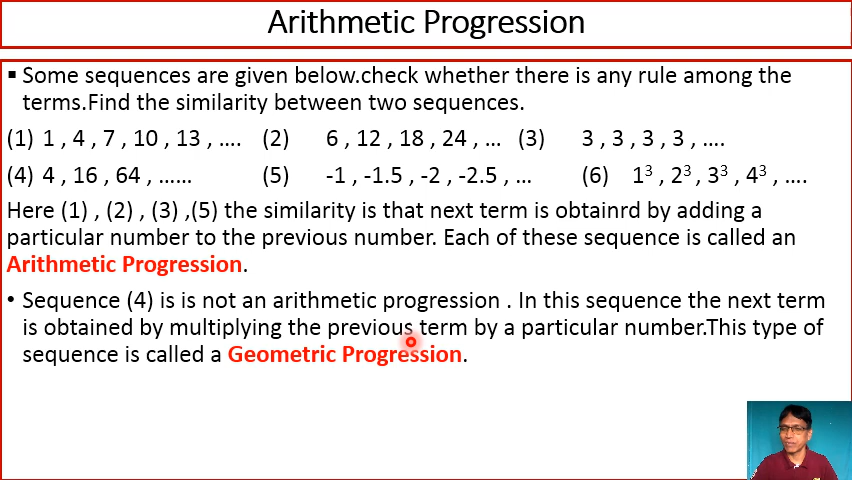 Arithmetic Progression
▪ Some sequences are given below.check whether there is any rule among the
terms.Find the similarity between two sequences.
(1) 1 , 4 , 7 , 10 , 13 , …. (2) 6 , 12 , 18 , 24 , … (3) 3 , 3 , 3 , 3 , ….
(4) 4 , 16 , 64 , …… (5) -1 , -1.5 , -2 , -2.5 , … (6) 1³ , 2³ , 3³ , 4³ , ….
Here (1) , (2) , (3) ,(5) the similarity is that next term is obtainrd by adding a
particular number to the previous number. Each of these sequence is called an
Arithmetic Progression.
• Sequence (4) is is not an arithmetic progression . In this sequence the next term
is obtained by multiplying the previous term by a particular number.This type of
sequence is called a Geometric Progression.